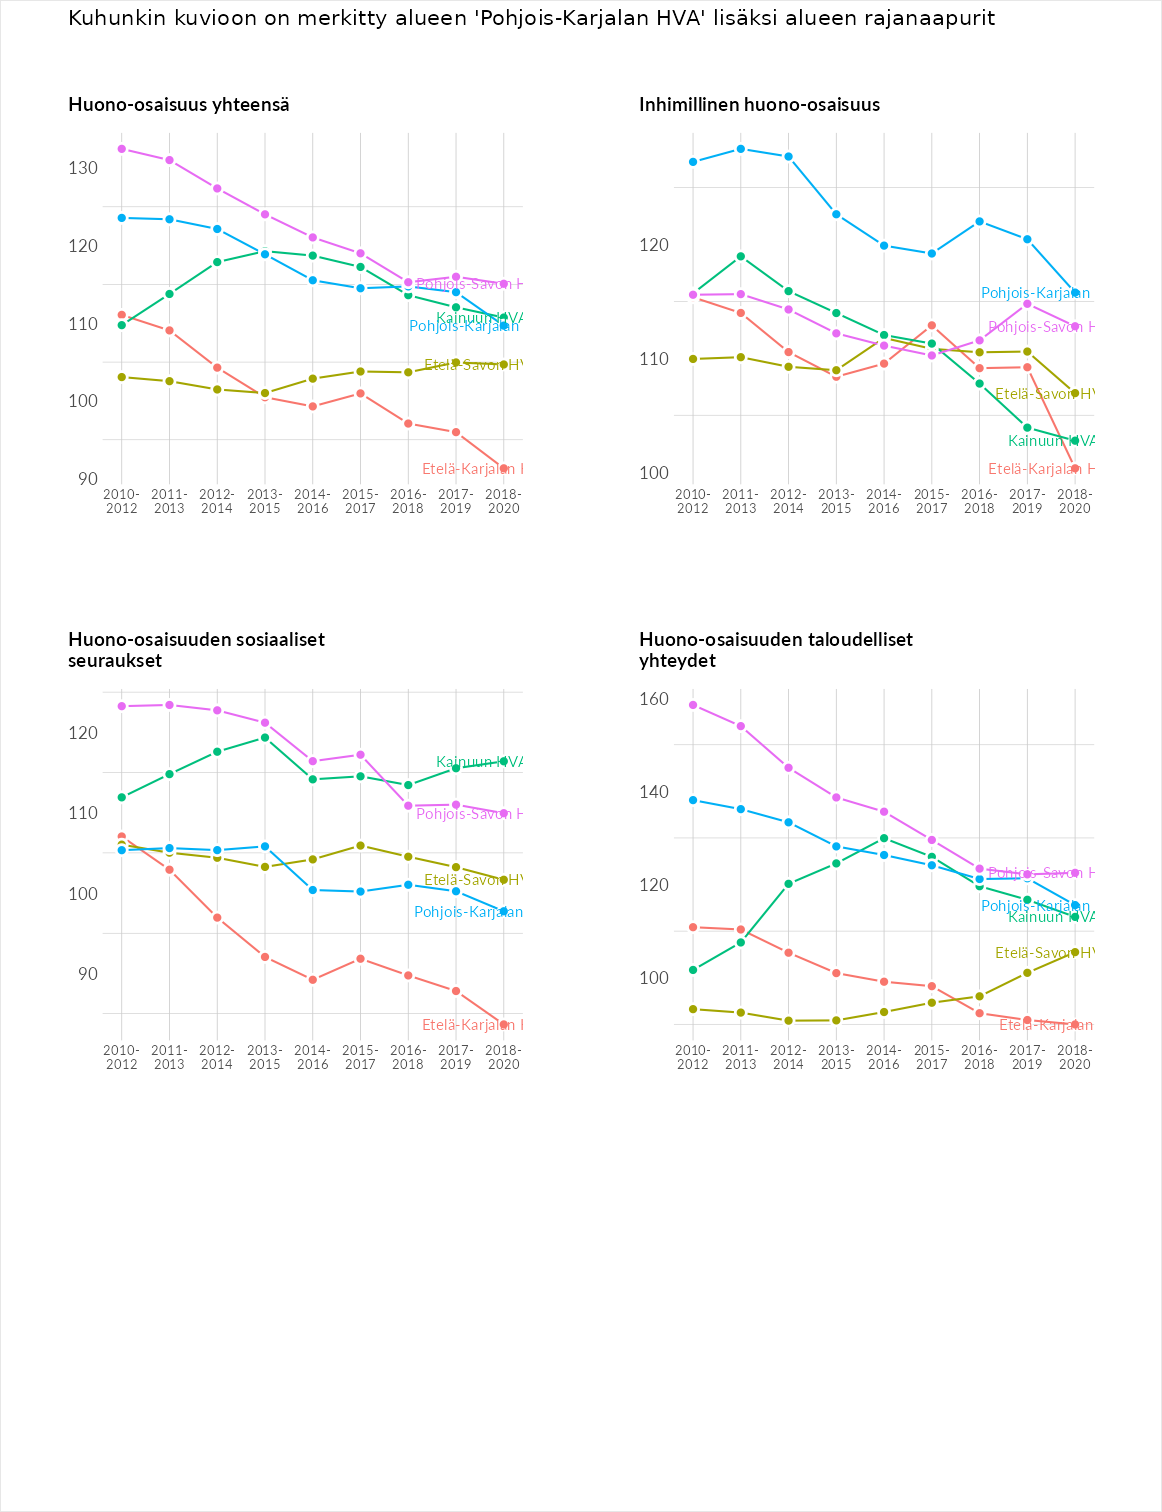 Kuhunkin kuvioon on merkitty alueen 'Pohjois-Karjalan HVA' lisäksi alueen rajanaapurit
Huono-osaisuus yhteensä
130
120
110
100
90
Pohjois-Savon H
Kainuun HVA
Pohjois-Karjalan
Etelä-Savon HV
Etelä-Karjalan H
2010-2012
2011-2013
2012-2014
2013-2015
2014-2016
2015-2017
2016-2018
2017-2019
2018-2020
Inhimillinen huono-osaisuus
120
110
100
Pohjois-Karjalan
Pohjois-Savon H
Etelä-Savon HV
Kainuun HVA
Etelä-Karjalan H
2010-2012
2011-2013
2012-2014
2013-2015
2014-2016
2015-2017
2016-2018
2017-2019
2018-2020
Huono-osaisuuden sosiaaliset
seuraukset
120
110
100
90
Kainuun HVA
Pohjois-Savon H
Etelä-Savon HV
Pohjois-Karjalan
Etelä-Karjalan H
2010-2012
2011-2013
2012-2014
2013-2015
2014-2016
2015-2017
2016-2018
2017-2019
2018-2020
Huono-osaisuuden taloudelliset
yhteydet
160
140
120
100
Pohjois-Savon H
Pohjois-Karjalan
Kainuun HVA
Etelä-Savon HV
Etelä-Karjalan
2010-2012
2011-2013
2012-2014
2013-2015
2014-2016
2015-2017
2016-2018
2017-2019
2018-2020